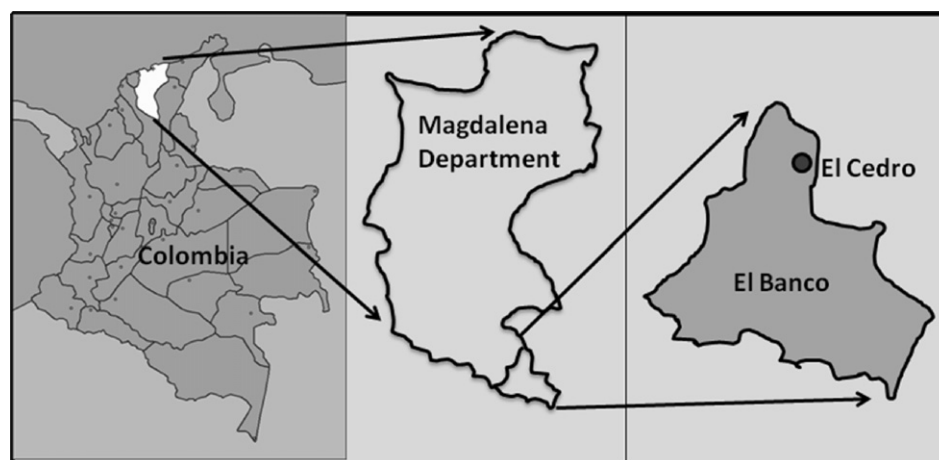 Colombia
Magdalena
Department
El Cedro
El Banco